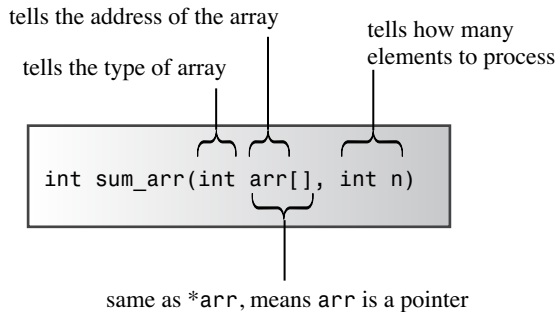 tells the address of the array
tells the type of array
tells how many
elements to process
int sum_arr(int arr[], int n)
same as *arr, means arr is a pointer